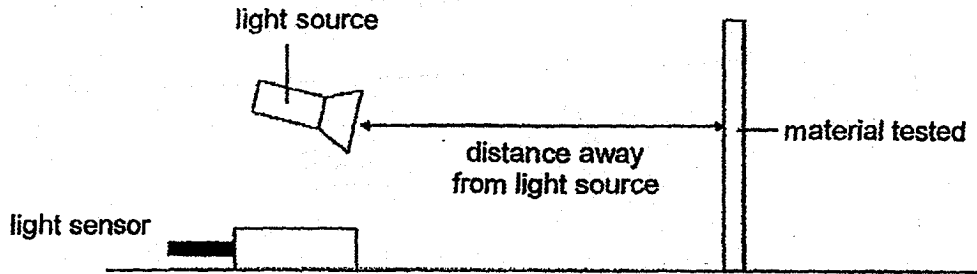 light source
distance away
from light source
material tested
light sensor